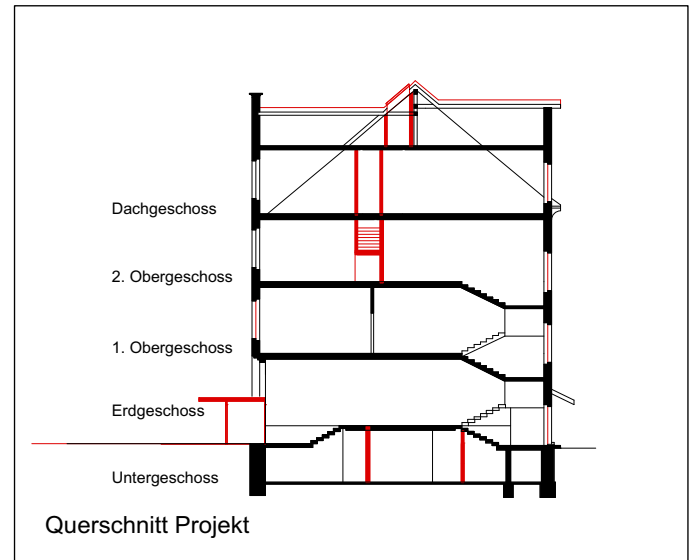 Dachgeschoss
2. Obergeschoss
1. Obergeschoss
Erdgeschoss
Untergeschoss
Querschnitt Projekt